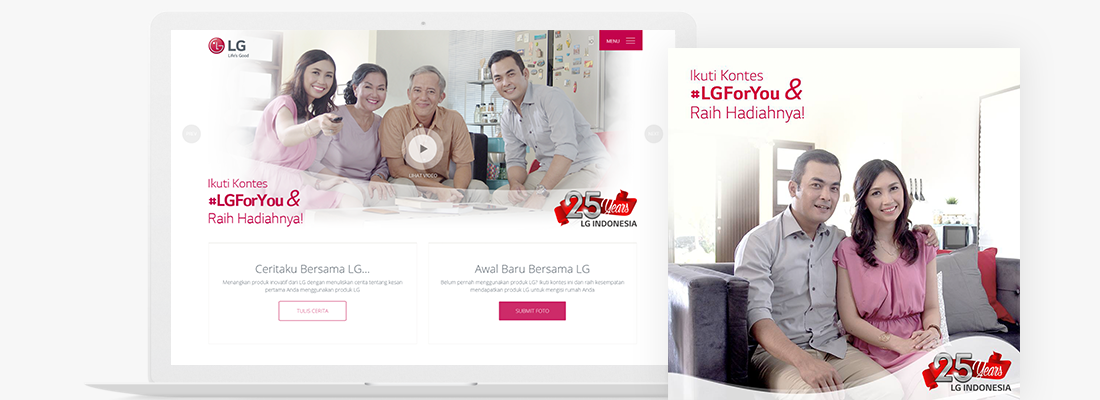 LG
Life's Good
MENU
LIHAT VIDEO
Ikuti Kontes
#LGForYou &
Raih Hadiahnya!
25 Years
LG INDONESIA
Ceritaku Bersama LG...
Menangkan produk inovatif dari LG dengan menuliskan cerita tentang kesan
pertama Anda menggunakan produk LG
TULIS CERITA
Awal Baru Bersama LG
Belum pernah menggunakan produk LG? Ikuti kontes ini dan raih kesempatan
mendapatkan produk LG untuk mengisi rumah Anda
SUBMIT FOTO
Ikuti Kontes
#LGForYou &
Raih Hadiahnya!
25 Years
LG INDONESIA